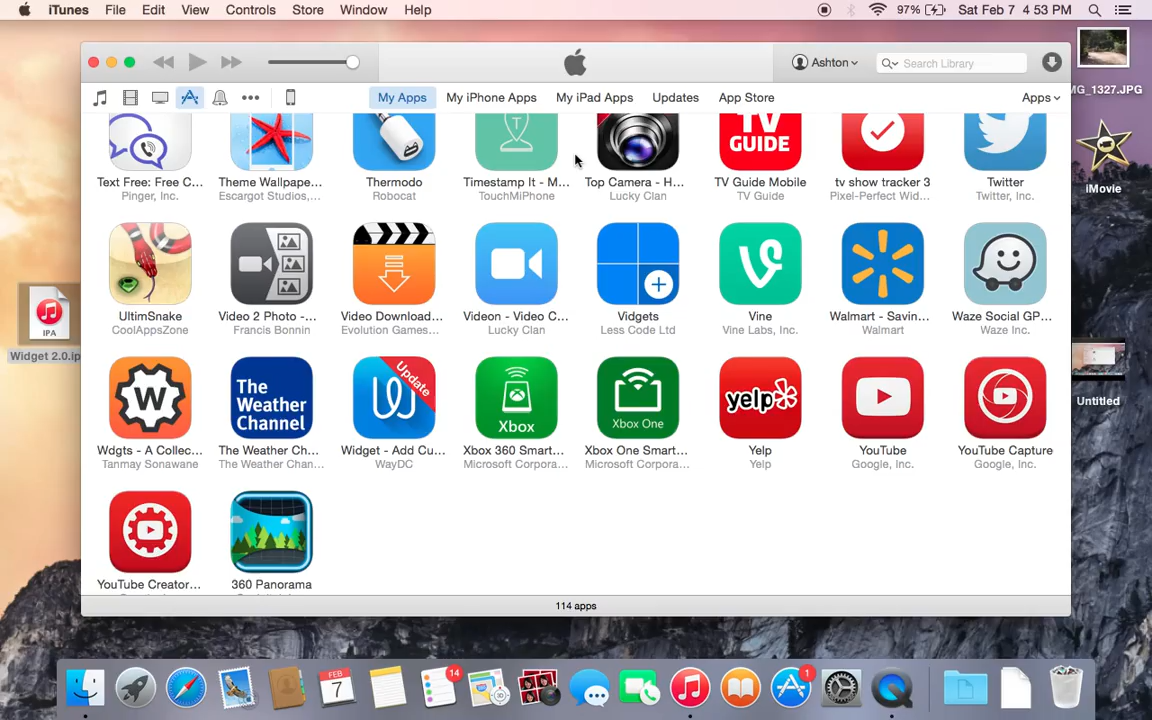 iTunes File Edit View Controls Store Window Help 97% Sat Feb 7 4:53 PM
Ashton Search Library
My Apps My iPhone Apps My iPad Apps Updates App Store Apps
MG_1327.JPG
T TV GUIDE
Text Free: Free C... Theme Wallpape... Thermodo Timestamp It - M... Top Camera - H... TV Guide Mobile tv show tracker 3 Twitter
Pinger, Inc. Escargot Studios,... Robocat TouchMiPhone Lucky Clan TV Guide Pixel-Perfect Wid... Twitter, Inc.
iMovie
IPA
UltimSnake Video 2 Photo -... Video Download... Videon - Video C... Vidgets Vine Walmart - Savin... Waze Social GP...
CoolAppsZone Francis Bonnin Evolution Games... Lucky Clan Less Code Ltd Vine Labs, Inc. Walmart Waze Inc.
Widget 2.0.ip
W The Weather Channel Update Xbox Xbox One yelp
Untitled
Wdgts - A Collec... The Weather Ch... Widget - Add Cu... Xbox 360 Smart... Xbox One Smart... Yelp YouTube YouTube Capture
Tanmay Sonawane The Weather Chan... WayDC Microsoft Corpora... Microsoft Corpora... Yelp Google, Inc. Google, Inc.
YouTube Creator... 360 Panorama
114 apps
14 FEB 7 1